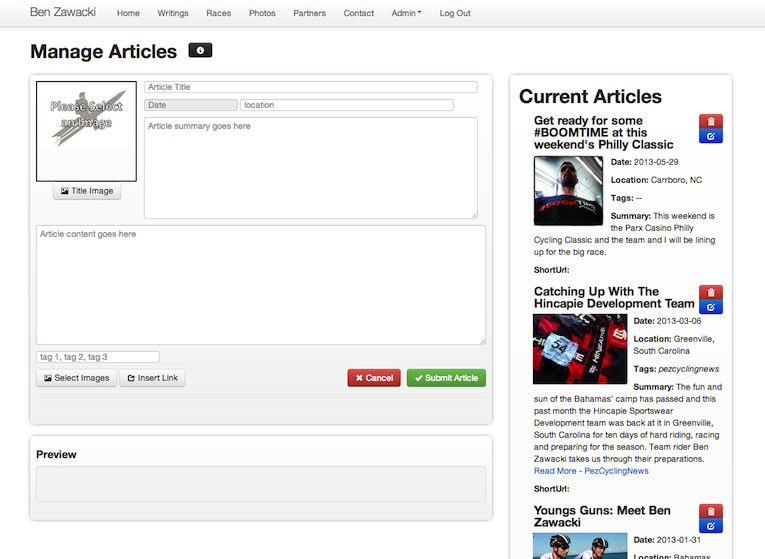 Ben Zawacki Home Writings Races Photos Partners Contact Admin Log Out
Manage Articles
Please Select
an Image
Title Image
Article Title
Date location
Article summary goes here
Article content goes here
tag 1, tag 2, tag 3
Select Images Insert Link Cancel Submit Article
Preview
Current Articles
Get ready for some
#BOOMTIME at this
weekend's Philly Classic
Date: 2013-05-29
Location: Carrboro, NC
Tags: --
Summary: This weekend is
the Parx Casino Philly
Cycling Classic and the team and I will be lining
up for the big race.
ShortUrl:
Catching Up With The
Hincapie Development Team
54
HINCAPIE
Date: 2013-03-06
Location: Greenville,
South Carolina
Tags: pezcyclingnews
Summary: The fun and
sun of the Bahamas' camp has passed and this
past month the Hincapie Sportswear
Development team was back at it in Greenville,
South Carolina for ten days of hard riding, racing
and preparing for the season. Team rider Ben
Zawacki takes us through their preparations.
Read More - PezCyclingNews
ShortUrl:
Youngs Guns: Meet Ben
Zawacki
Date: 2013-01-31
Location: Bahamas